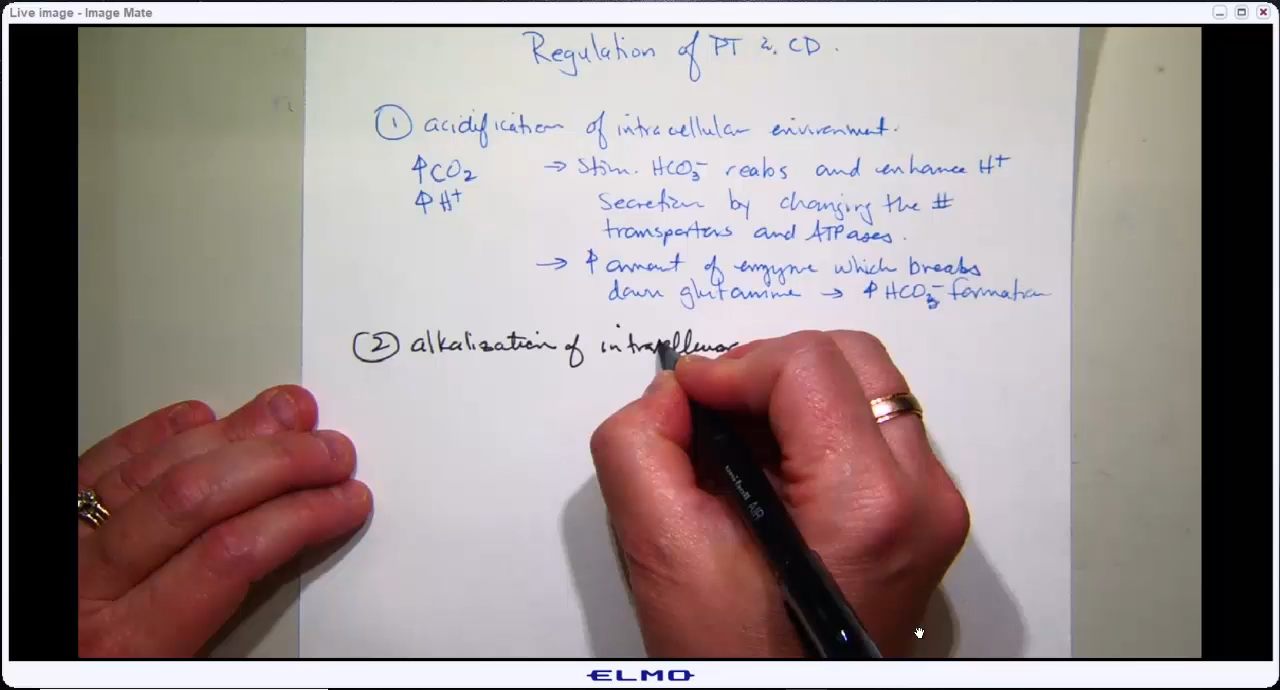 Live image - Image Mate
Regulation of PT & CD.
① acidification of intracellular environment.
↑CO₂ → Stim. HCO₃⁻ reabs and enhance H⁺
↑H⁺ secretion by changing the #
transporters and ATPases.
→ ↑ amount of enzyme which breaks
down glutamine → ↑ HCO₃⁻ formation
② alkalization of intracellular
uniball AIR
ELMO